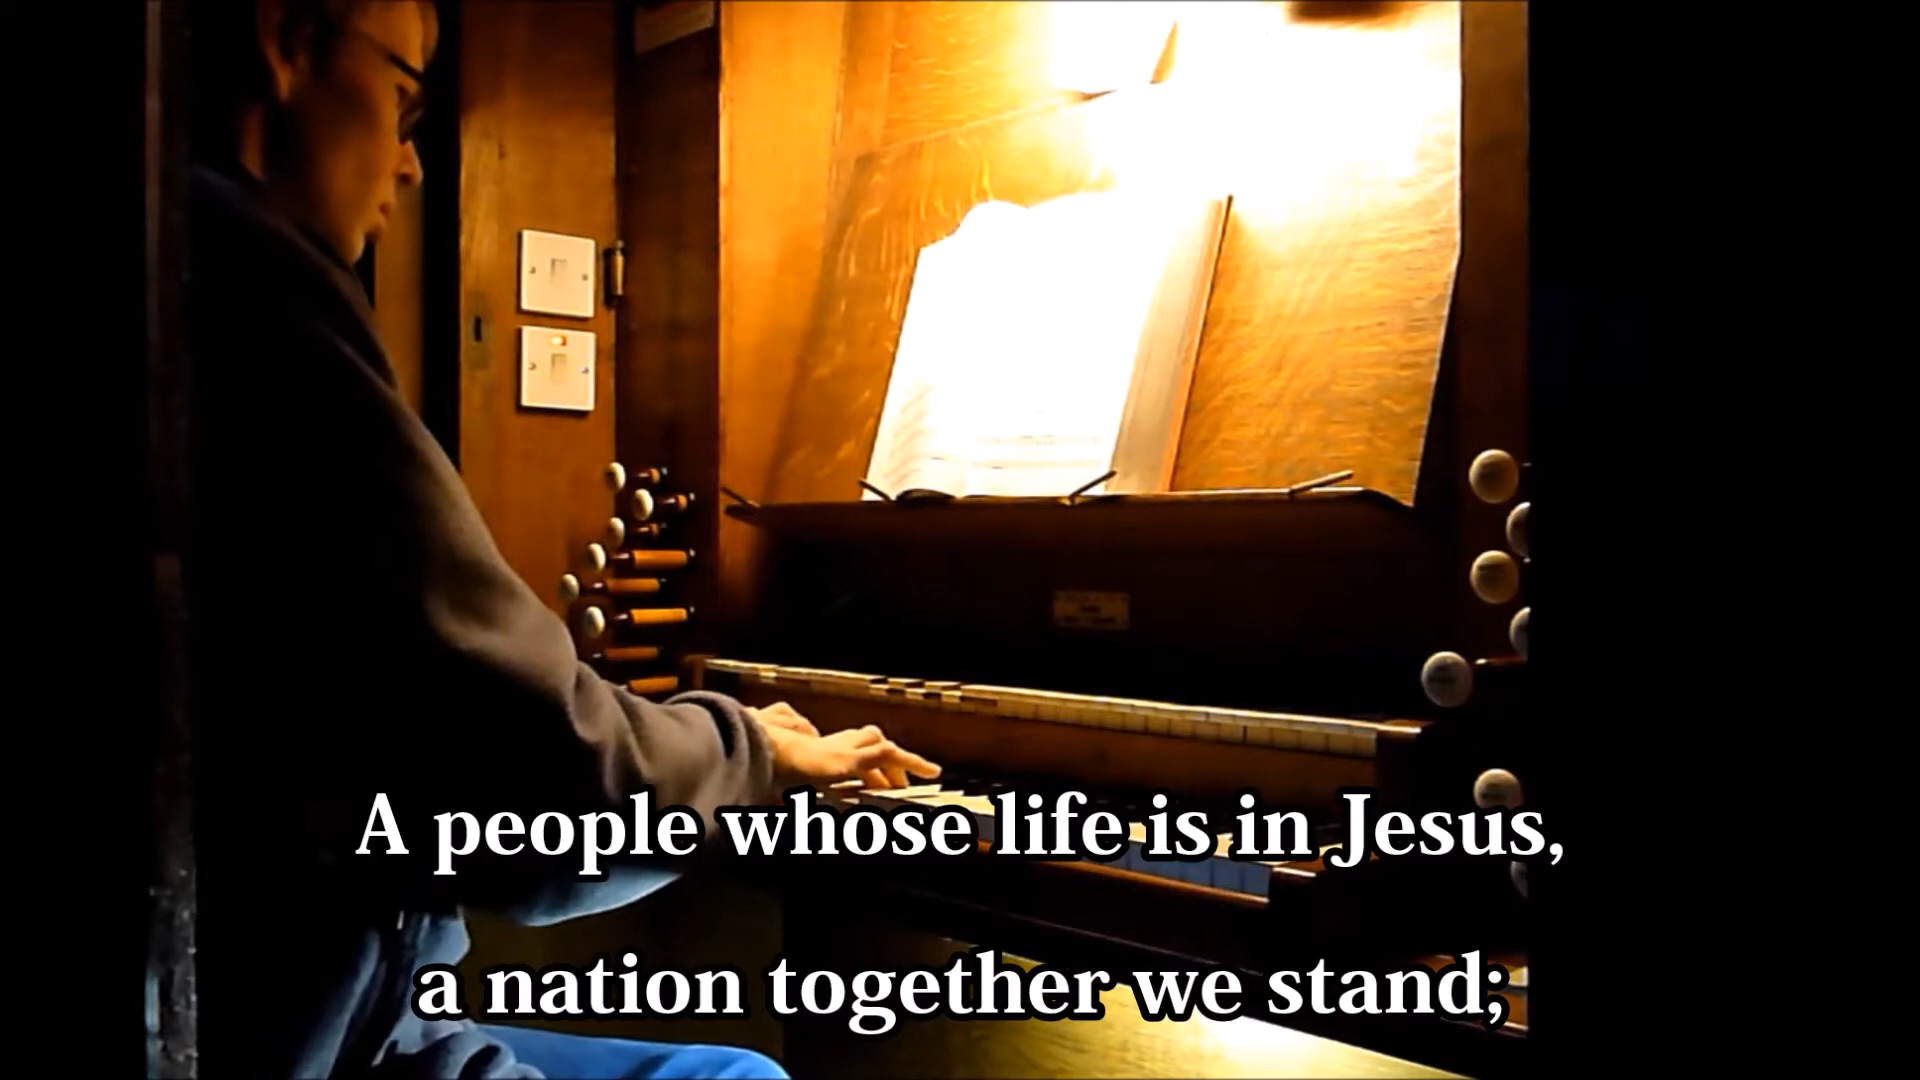 A people whose life is in Jesus,
a nation together we stand;